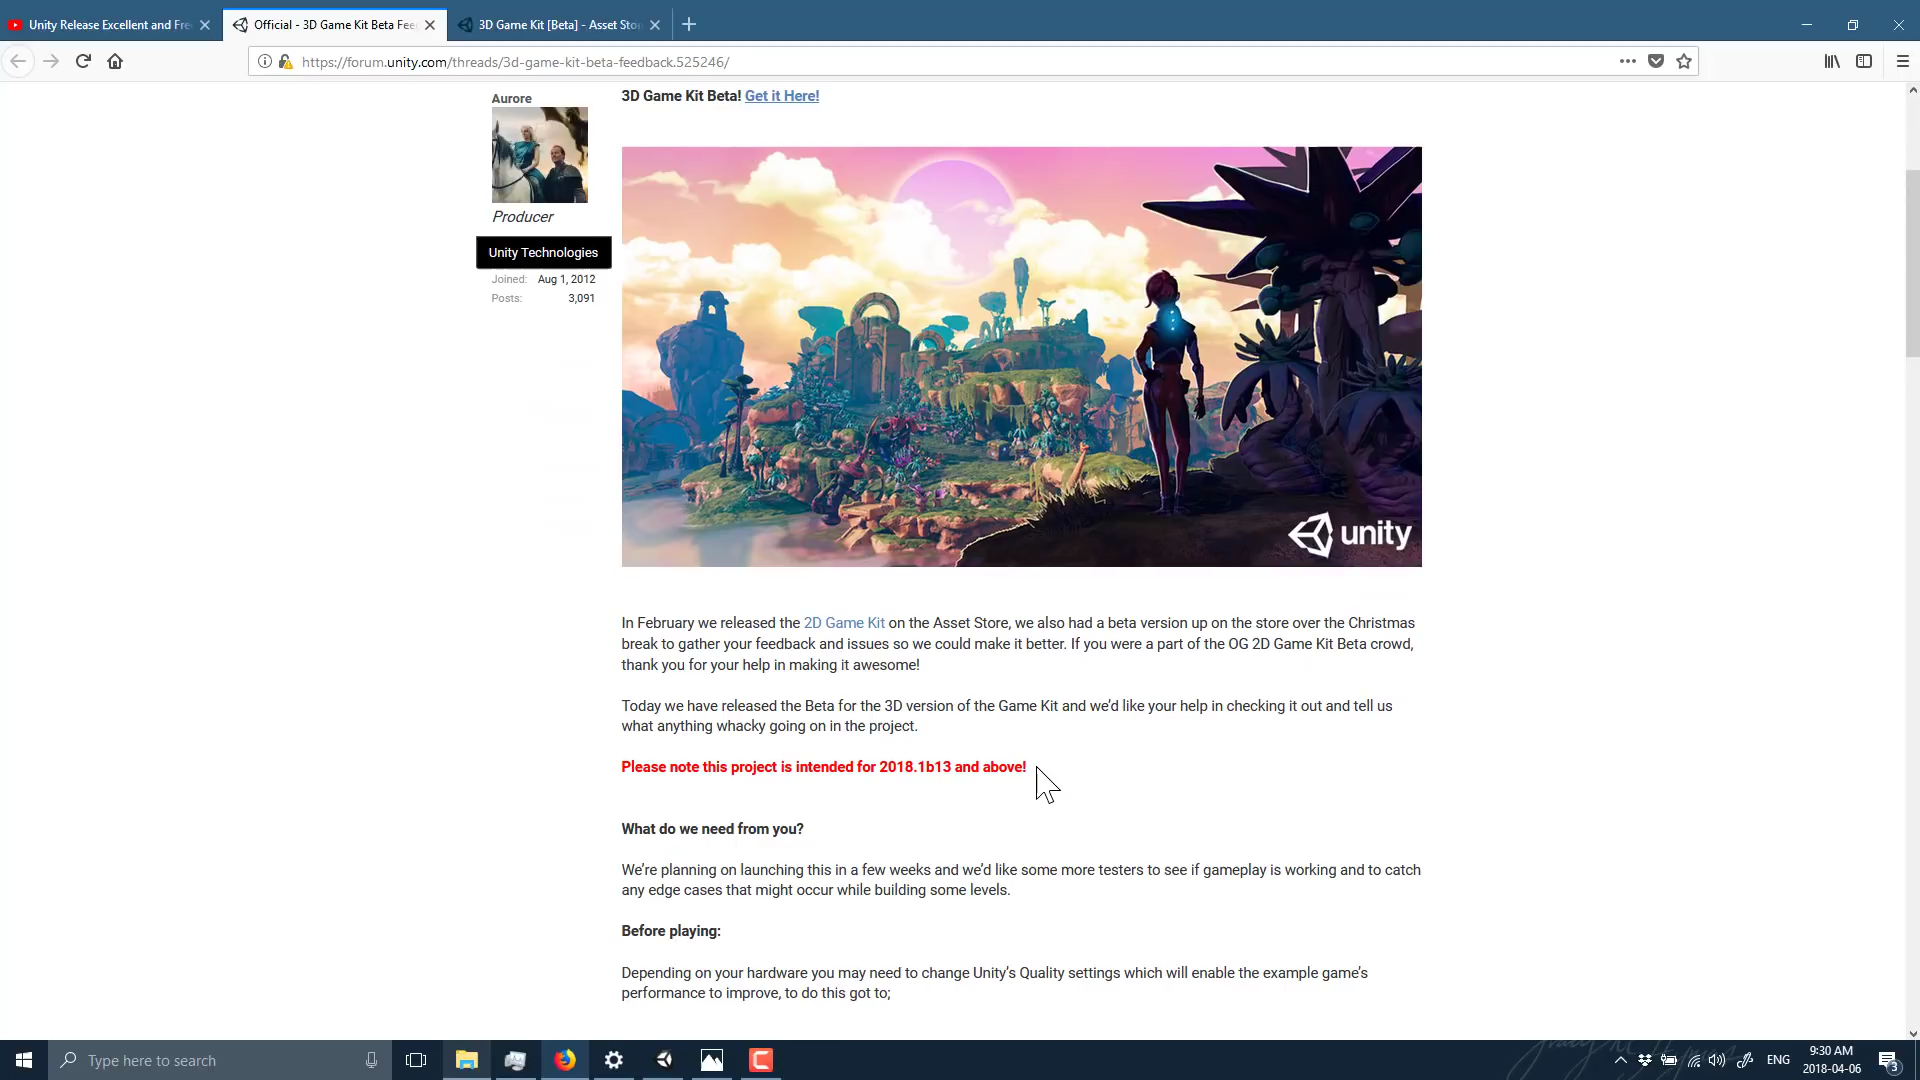 Unity Release Excellent and Fre
Official - 3D Game Kit Beta Fee
3D Game Kit [Beta] - Asset Sto
https://forum.unity.com/threads/3d-game-kit-beta-feedback.525246/
Aurore
Producer
Unity Technologies
Joined: Aug 1, 2012
Posts: 3,091
3D Game Kit Beta! Get it Here!
unity
In February we released the 2D Game Kit on the Asset Store, we also had a beta version up on the store over the Christmas
break to gather your feedback and issues so we could make it better. If you were a part of the OG 2D Game Kit Beta crowd,
thank you for your help in making it awesome!
Today we have released the Beta for the 3D version of the Game Kit and we'd like your help in checking it out and tell us
what anything whacky going on in the project.
Please note this project is intended for 2018.1b13 and above!
What do we need from you?
We're planning on launching this in a few weeks and we'd like some more testers to see if gameplay is working and to catch
any edge cases that might occur while building some levels.
Before playing:
Depending on your hardware you may need to change Unity's Quality settings which will enable the example game's
performance to improve, to do this got to;
Type here to search
ENG
9:30 AM
2018-04-06
3